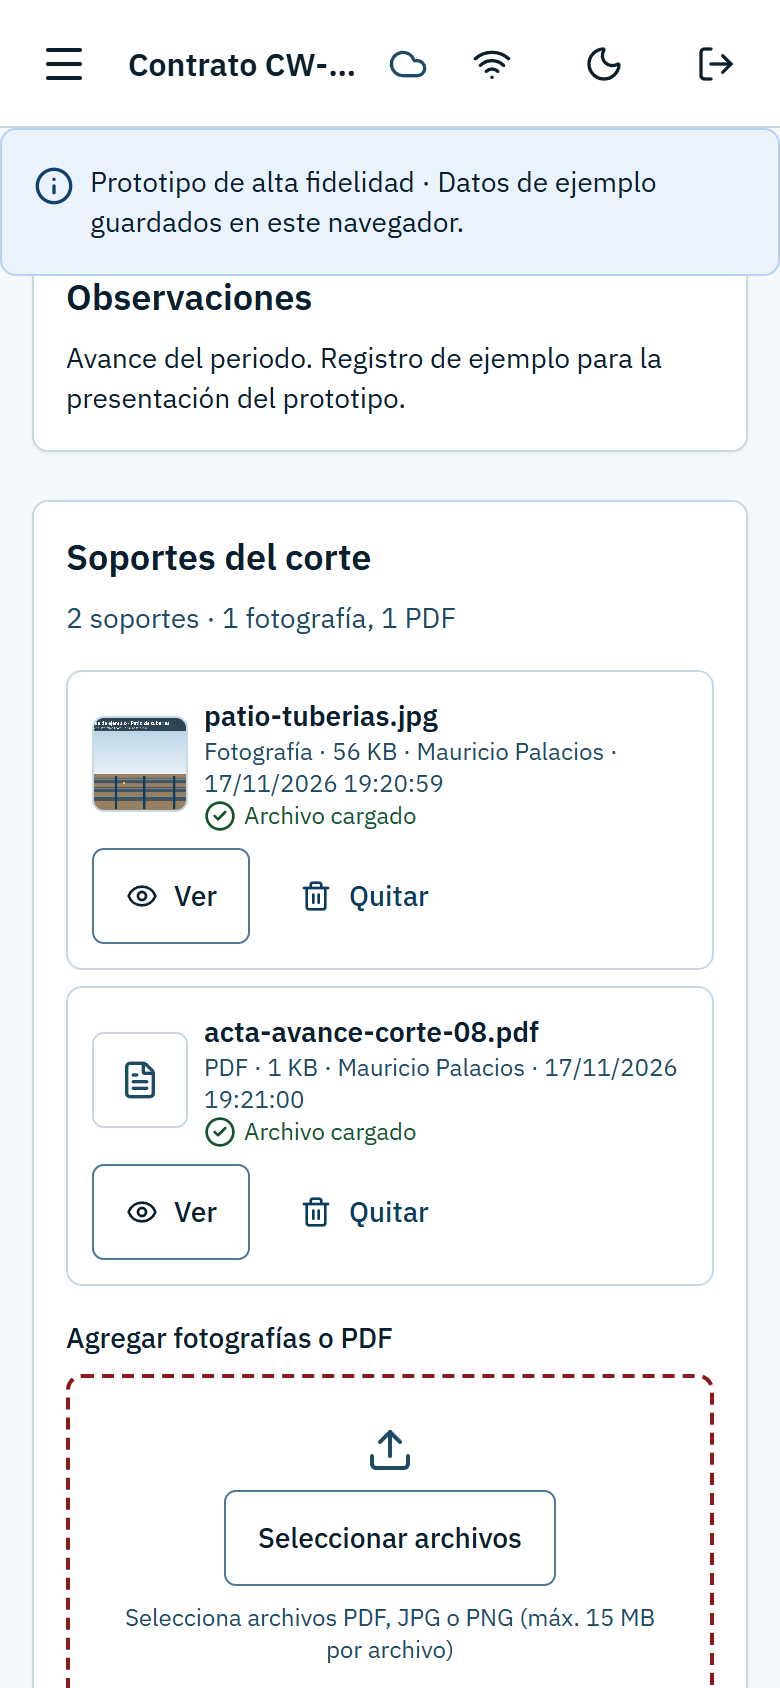 Contrato CW-...
Prototipo de alta fidelidad · Datos de ejemplo
guardados en este navegador.
Observaciones
Avance del periodo. Registro de ejemplo para la
presentación del prototipo.
Soportes del corte
2 soportes · 1 fotografía, 1 PDF
patio-tuberias.jpg
Fotografía · 56 KB · Mauricio Palacios ·
17/11/2026 19:20:59
Archivo cargado
Ver
Quitar
acta-avance-corte-08.pdf
PDF · 1 KB · Mauricio Palacios · 17/11/2026
19:21:00
Archivo cargado
Ver
Quitar
Agregar fotografías o PDF
Seleccionar archivos
Selecciona archivos PDF, JPG o PNG (máx. 15 MB
por archivo)